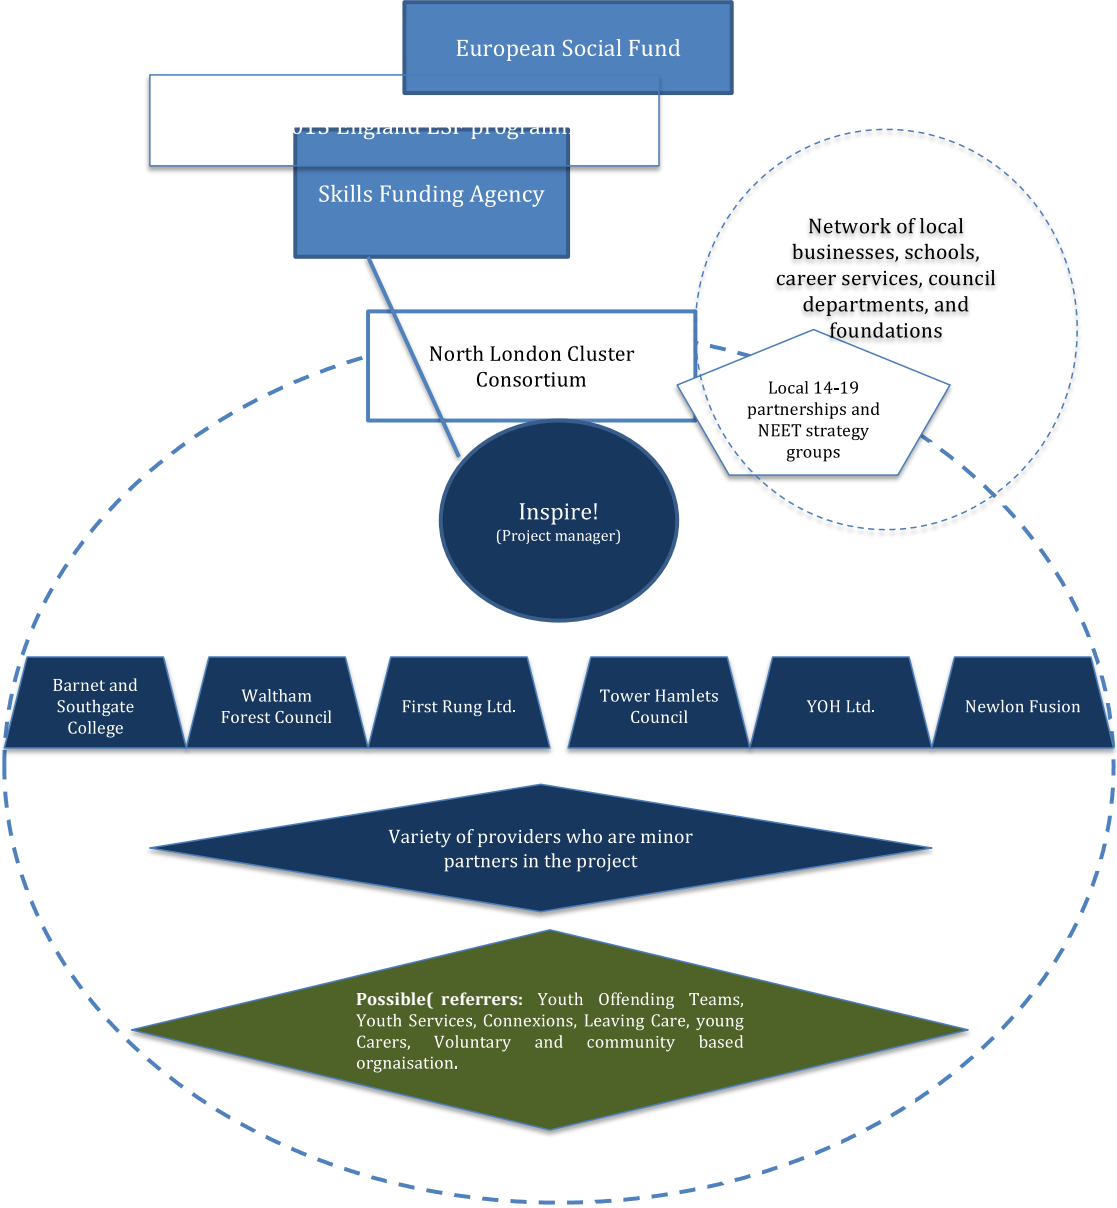 European Social Fund
England ESF
Skills Funding Agency
Network of local
businesses, schools,
career services, council
departments, and
foundations
North London Cluster
Consortium
Local 14-19
partnerships and
NEET strategy
groups
Inspire!
(Project manager)
Barnet and
Southgate
College
Waltham
Forest Council
First Rung Ltd.
Tower Hamlets
Council
YOH Ltd.
Newlon Fusion
Variety of providers who are minor
partners in the project
Possible( referrers: Youth Offending Teams,
Youth Services, Connexions, Leaving Care, young
Carers, Voluntary and community based
orgnaisation.